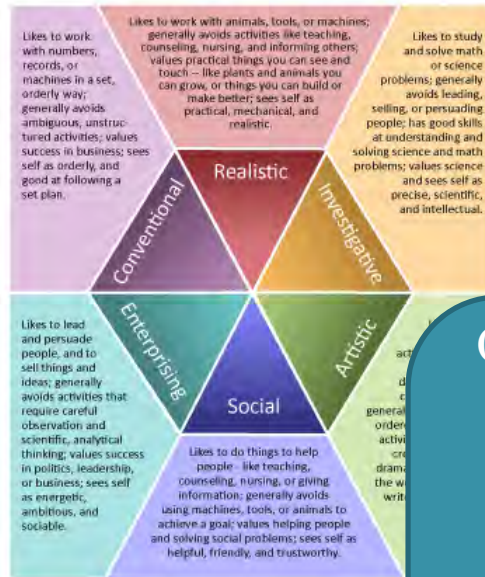 Likes to work
with numbers,
records, or
machines in a set,
orderly way;
generally avoids
ambiguous, unstruc-
tured activities; values
success in business; sees
self as orderly, and
good at following a
set plan.
Likes to work with animals, tools, or machines;
generally avoids activities like teaching,
counseling, nursing, and informing others;
values practical things you can see and
touch -- like plants and animals you
can grow, or things you can build or
make better; sees self as
practical, mechanical, and
realistic.
Likes to study
and solve math
or science
problems; generally
avoids leading,
selling, or persuading
people; has good skills
at understanding and
solving science and math
problems; values science
and sees self as
precise, scientific,
and intellectual.
Conventional
Realistic
Investigative
Enterprising
Social
Artistic
Likes to lead
and persuade
people, and to
sell things and
ideas; generally
avoids activities that
require careful
observation and
scientific, analytical
thinking; values success
in politics, leadership,
or business; sees self
as energetic,
ambitious, and
sociable.
Likes to do things to help
people - like teaching,
counseling, nursing, or giving
information; generally avoids
using machines, tools, or animals to
achieve a goal; values helping people
and solving social problems; sees self as
helpful, friendly, and trustworthy.
the